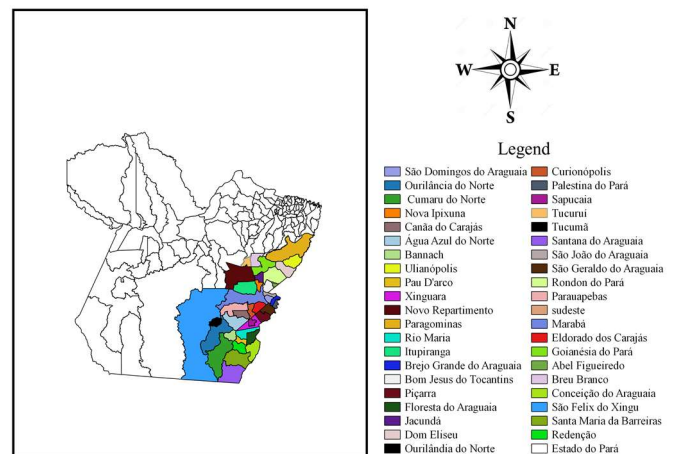 N
W E
S
Legend
São Domingos do Araguaia
Ourilância do Norte
Cumaru do Norte
Nova Ipixuna
Canãa do Carajás
Água Azul do Norte
Bannach
Ulianópolis
Pau D'arco
Xinguara
Novo Repartimento
Paragominas
Rio Maria
Itupiranga
Brejo Grande do Araguaia
Bom Jesus do Tocantins
Piçarra
Floresta do Araguaia
Jacundá
Dom Eliseu
Ourilândia do Norte
Curionópolis
Palestina do Pará
Sapucaia
Tucuruí
Tucumã
Santana do Araguaia
São João do Araguaia
São Geraldo do Araguaia
Rondon do Pará
Parauapebas
sudeste
Marabá
Eldorado dos Carajás
Goianésia do Pará
Abel Figueiredo
Breu Branco
Conceição do Araguaia
São Felix do Xingu
Santa Maria da Barreiras
Redenção
Estado do Pará